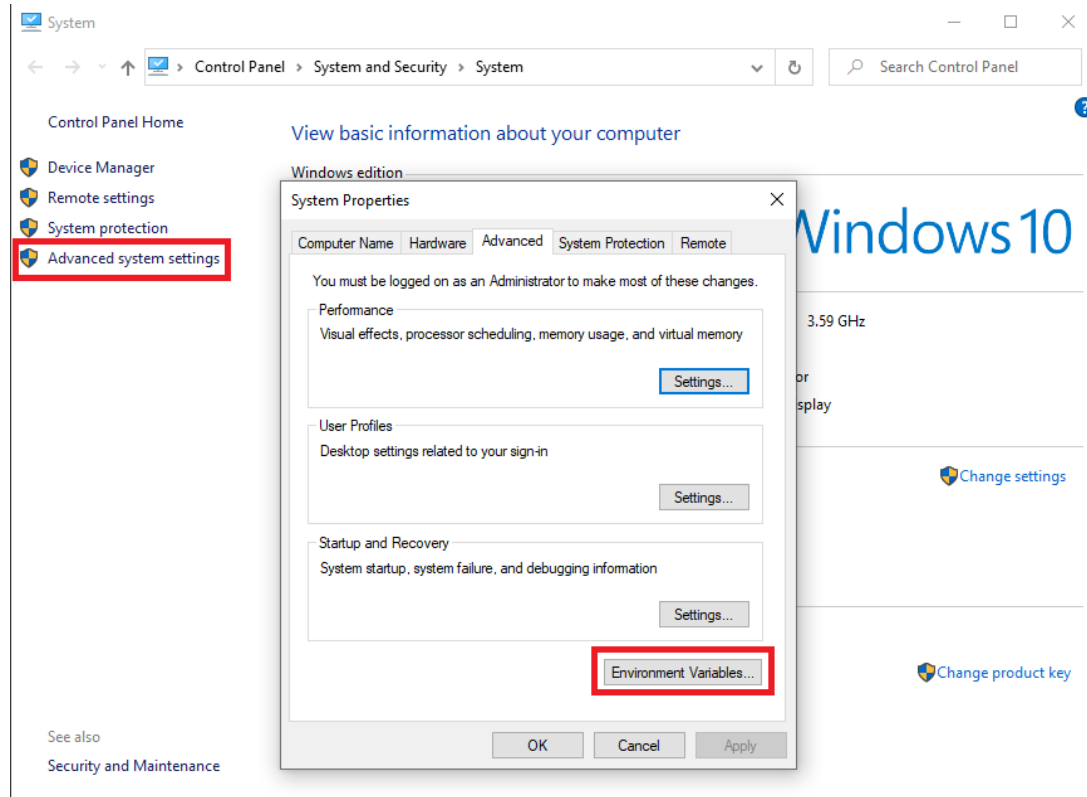 System
Control Panel > System and Security > System
Search Control Panel
Control Panel Home
Device Manager
Remote settings
System protection
Advanced system settings
See also
Security and Maintenance
View basic information about your computer
Windows edition
System Properties
Computer Name Hardware Advanced System Protection Remote
You must be logged on as an Administrator to make most of these changes.
Performance
Visual effects, processor scheduling, memory usage, and virtual memory
Settings...
User Profiles
Desktop settings related to your sign-in
Settings...
Startup and Recovery
System startup, system failure, and debugging information
Settings...
Environment Variables...
OK Cancel Apply
Windows 10
3.59 GHz
or
splay
Change settings
Change product key